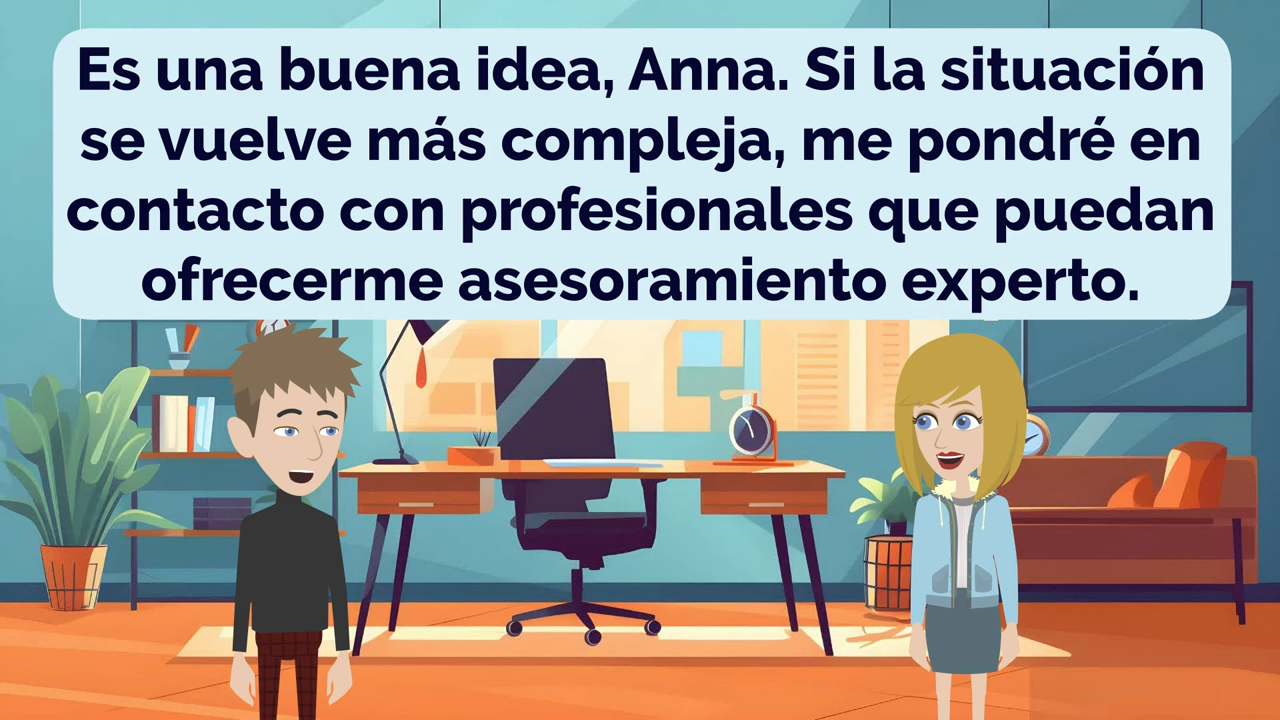 Es una buena idea, Anna. Si la situación
se vuelve más compleja, me pondré en
contacto con profesionales que puedan
ofrecerme asesoramiento experto.